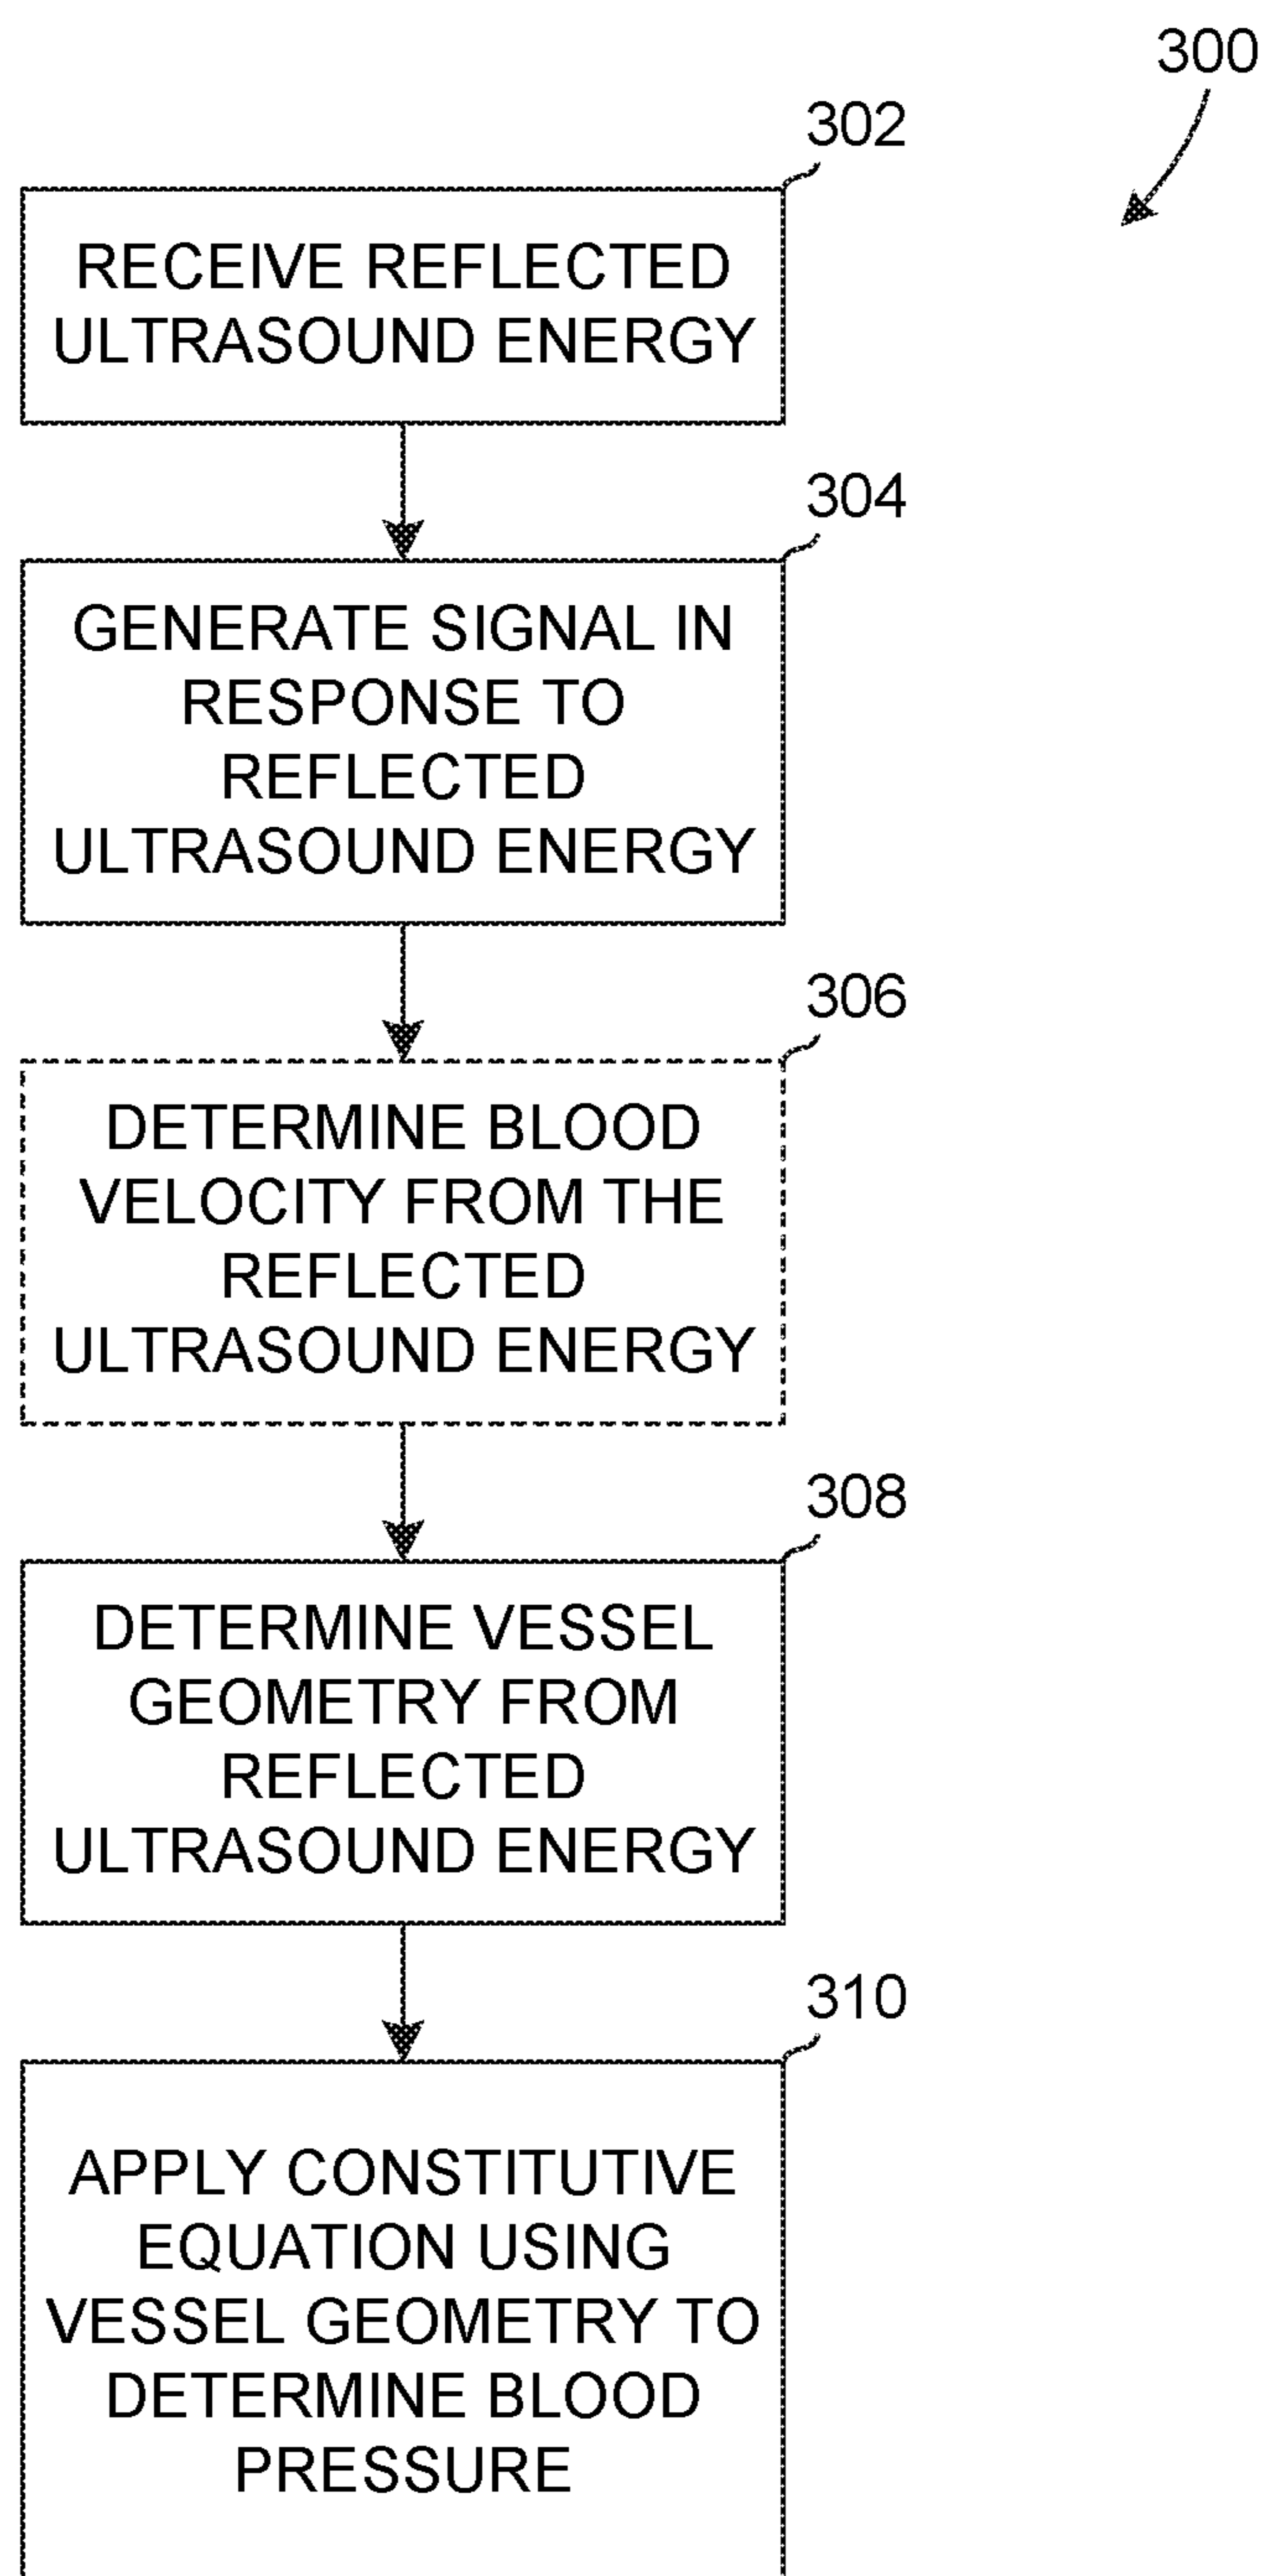 300
302
RECEIVE REFLECTED
ULTRASOUND ENERGY
304
GENERATE SIGNAL IN
RESPONSE TO
REFLECTED
ULTRASOUND ENERGY
306
DETERMINE BLOOD
VELOCITY FROM THE
REFLECTED
ULTRASOUND ENERGY
308
DETERMINE VESSEL
GEOMETRY FROM
REFLECTED
ULTRASOUND ENERGY
310
APPLY CONSTITUTIVE
EQUATION USING
VESSEL GEOMETRY TO
DETERMINE BLOOD
PRESSURE